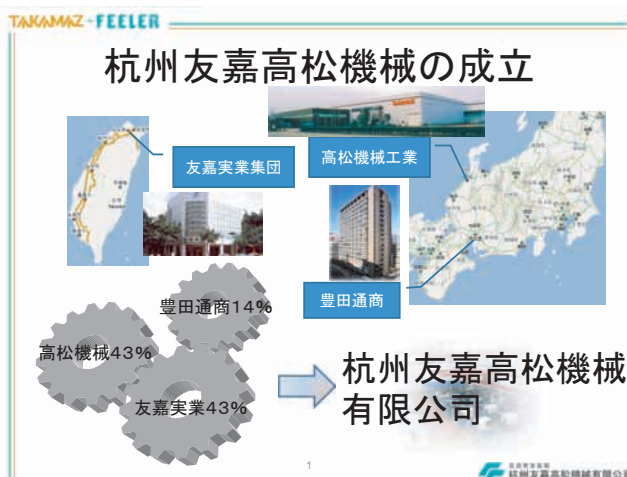 TAKAMAZ-FEELER
杭州友嘉高松機械の成立
友嘉実業集団
高松機械工業
豊田通商
豊田通商14%
高松機械43%
友嘉実業43%
杭州友嘉高松機械
有限公司
1
杭州友嘉高松機械有限公司